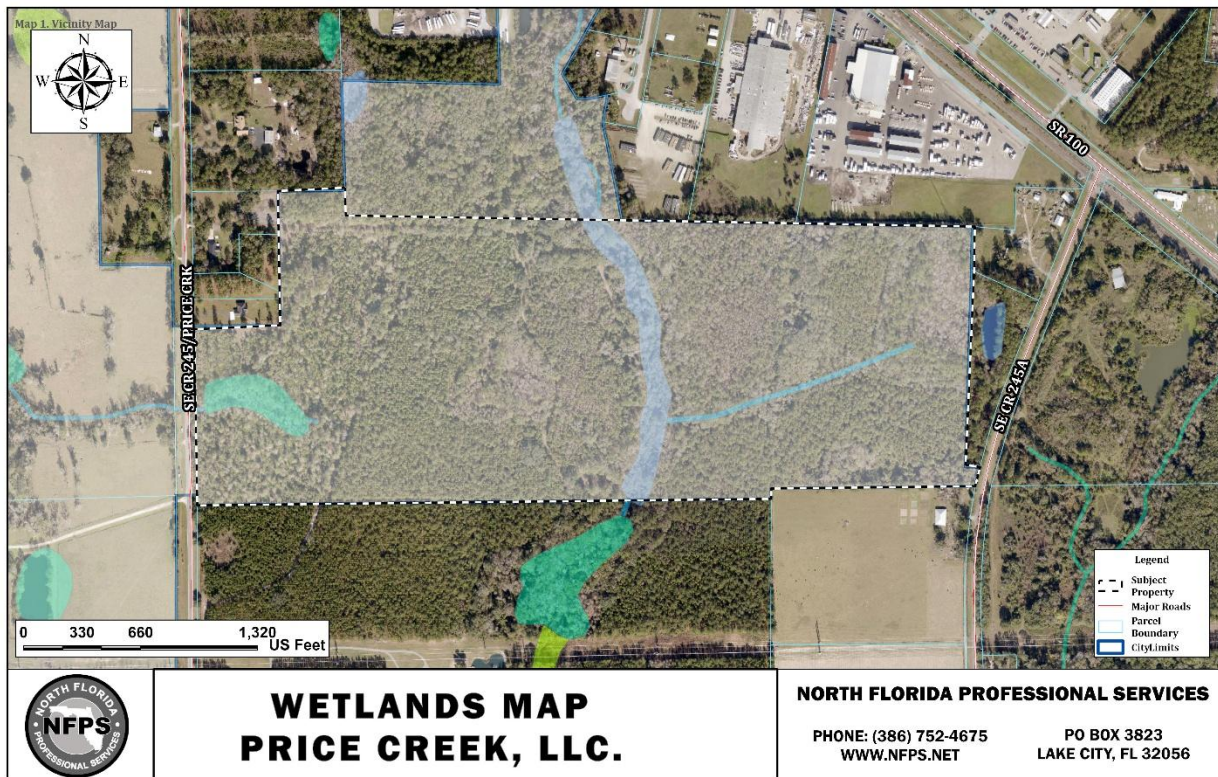 Map 1. Vicinity Map
N
W E
S
SR 100
SE CR 245/PRICE CRK
SE CR 245A
Legend
Subject
Property
Major Roads
Parcel
Boundary
CityLimits
0 330 660 1,320
US Feet
NORTH FLORIDA
NFPS
PROFESSIONAL SERVICES
WETLANDS MAP
PRICE CREEK, LLC.
NORTH FLORIDA PROFESSIONAL SERVICES
PHONE: (386) 752-4675
WWW.NFPS.NET
PO BOX 3823
LAKE CITY, FL 32056